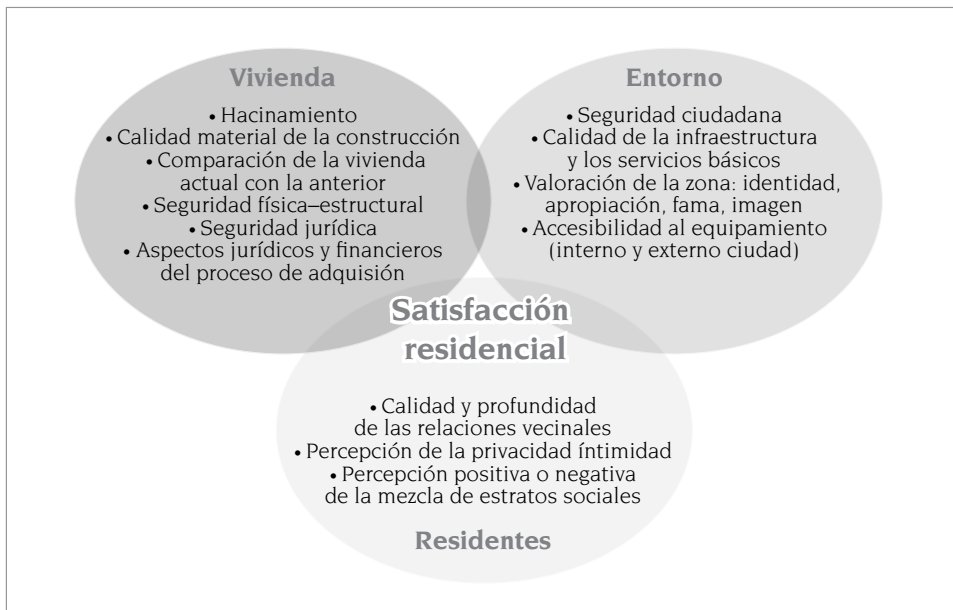 Vivienda
• Hacinamiento
• Calidad material de la construcción
• Comparación de la vivienda
actual con la anterior
• Seguridad física–estructural
• Seguridad jurídica
• Aspectos jurídicos y financieros
del proceso de adquisión
Entorno
• Seguridad ciudadana
• Calidad de la infraestructura
y los servicios básicos
• Valoración de la zona: identidad,
apropiación, fama, imagen
• Accesibilidad al equipamiento
(interno y externo ciudad)
Satisfacción
residencial
• Calidad y profundidad
de las relaciones vecinales
• Percepción de la privacidad íntimidad
• Percepción positiva o negativa
de la mezcla de estratos sociales
Residentes